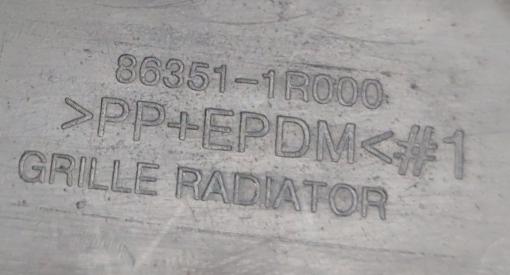 86351-1R000
>PP+EPDM<#1
GRILLE RADIATOR